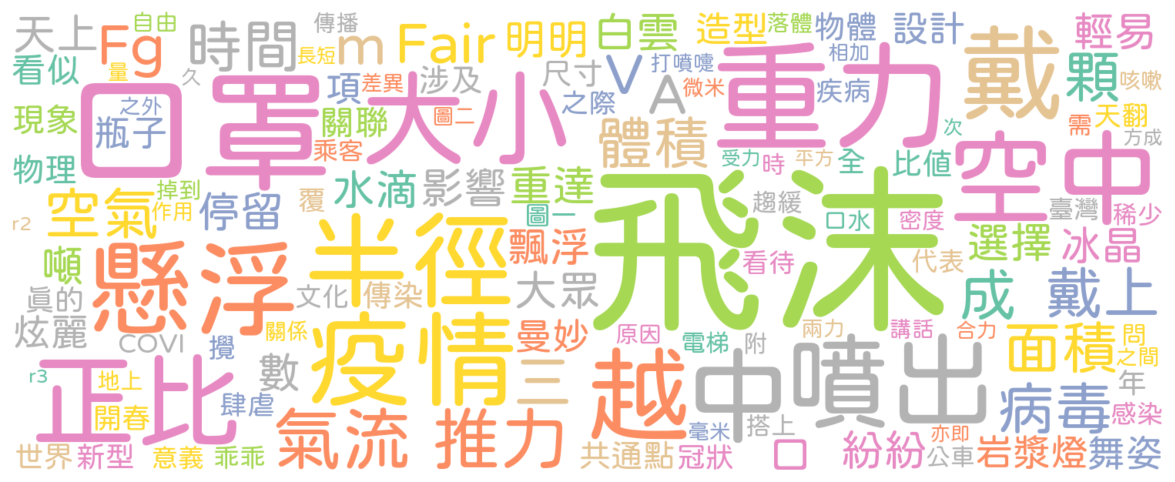 天上 Fg 自由 時間 傳播 m Fair 明明 白雲 造型 落體 物體 設計 戴 輕易
看似 量 久 長短 項 差異 涉及 尺寸 V 打噴嚏 相加 A 微米 疾病 顆 咳嗽
口罩 大小 重力 圖二 之際
現象 之外 瓶子 關聯 乘客 體積 次 需 天翻 方成
物理 空氣 掉到 作用 停留 覆 水滴 影響 重達 受力 時 平方 全 比値 空中
r2 圖一 飛沫 趨緩 口水 密度 臺灣 稀少
噸 懸浮 半徑 飄浮 看待 代表 選擇 冰晶
眞的 文化 傳染 大眾 成 戴上
炫麗 COVI 攪 關係 疫情 曼妙 原因 電梯 附 兩力 講話 合力 面積 問 之間
r3 地上 正比 數 三 越 中 噴出 年
開春 肆虐 病毒 感染
世界 新型 意義 乖乖 氣流 推力 共通點 毫米 冠狀 搭上 口 紛紛 亦即 公車 岩漿燈 舞姿